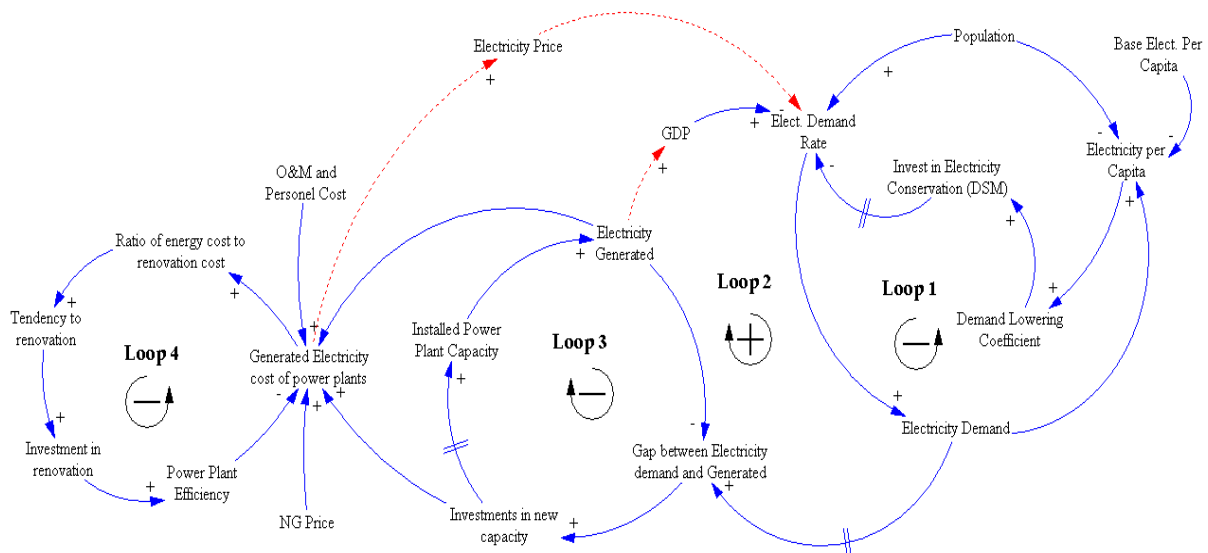 Electricity Price
+
Population
+
Base Elect. Per
Capita
GDP
+
-
+
Elect. Demand
Rate
-
-
-
Electricity per
Capita
+
Invest in Electricity
Conservation (DSM)
+
O&M and
Personel Cost
Electricity
Generated
+
Ratio of energy cost to
renovation cost
+
Loop 2
+
Loop 1
-
+
Demand Lowering
Coefficient
Tendency to
renovation
+
Loop 4
-
Generated Electricity
cost of power plants
+
-
+
+
Installed Power
Plant Capacity
+
Loop 3
-
Electricity Demand
+
Investment in
renovation
+
Power Plant
Efficiency
+
Gap between Electricity
demand and Generated
-
+
NG Price
Investments in new
capacity
+